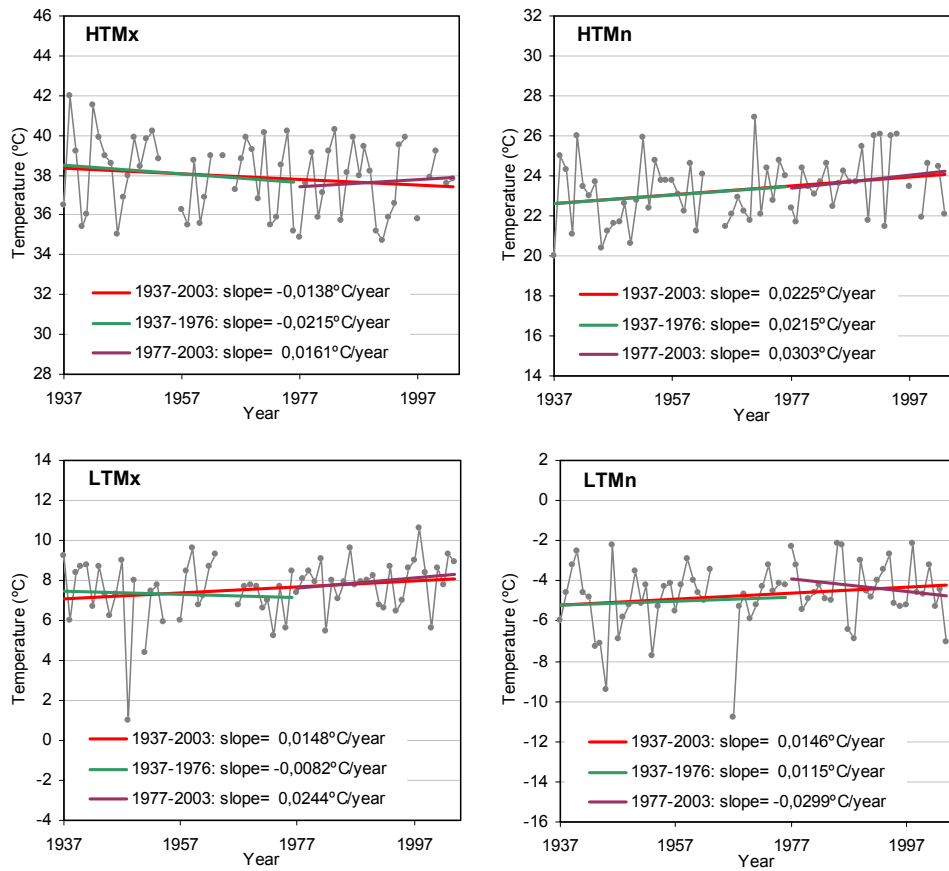 HTMx
Temperature (ºC)
46
44
42
40
38
36
34
32
30
28
1937-2003: slope= -0,0138ºC/year
1937-1976: slope= -0,0215ºC/year
1977-2003: slope= 0,0161ºC/year
1937 1957 1977 1997
Year
HTMn
Temperature (ºC)
32
30
28
26
24
22
20
18
16
14
1937-2003: slope= 0,0225ºC/year
1937-1976: slope= 0,0215ºC/year
1977-2003: slope= 0,0303ºC/year
1937 1957 1977 1997
Year
LTMx
Temperature (ºC)
14
12
10
8
6
4
2
0
-2
-4
1937-2003: slope= 0,0148ºC/year
1937-1976: slope= -0,0082ºC/year
1977-2003: slope= 0,0244ºC/year
1937 1957 1977 1997
Year
LTMn
Temperature (ºC)
2
0
-2
-4
-6
-8
-10
-12
-14
-16
1937-2003: slope= 0,0146ºC/year
1937-1976: slope= 0,0115ºC/year
1977-2003: slope= -0,0299ºC/year
1937 1957 1977 1997
Year